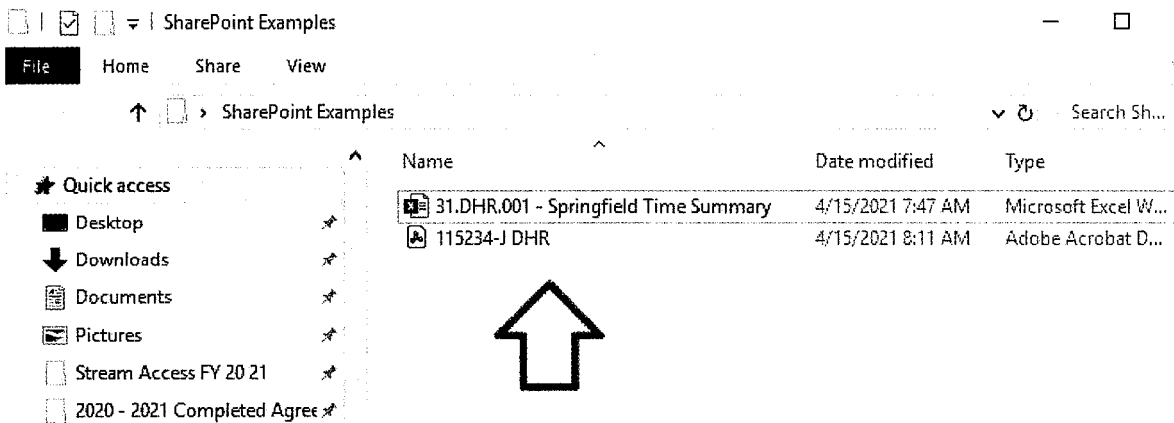 SharePoint Examples
File Home Share View
SharePoint Examples Search Sh...
Name Date modified Type
Quick access
31.DHR.001 - Springfield Time Summary 4/15/2021 7:47 AM Microsoft Excel W...
Desktop
115234-J DHR 4/15/2021 8:11 AM Adobe Acrobat D...
Downloads
Documents
Pictures
Stream Access FY 20 21
2020 - 2021 Completed Agree